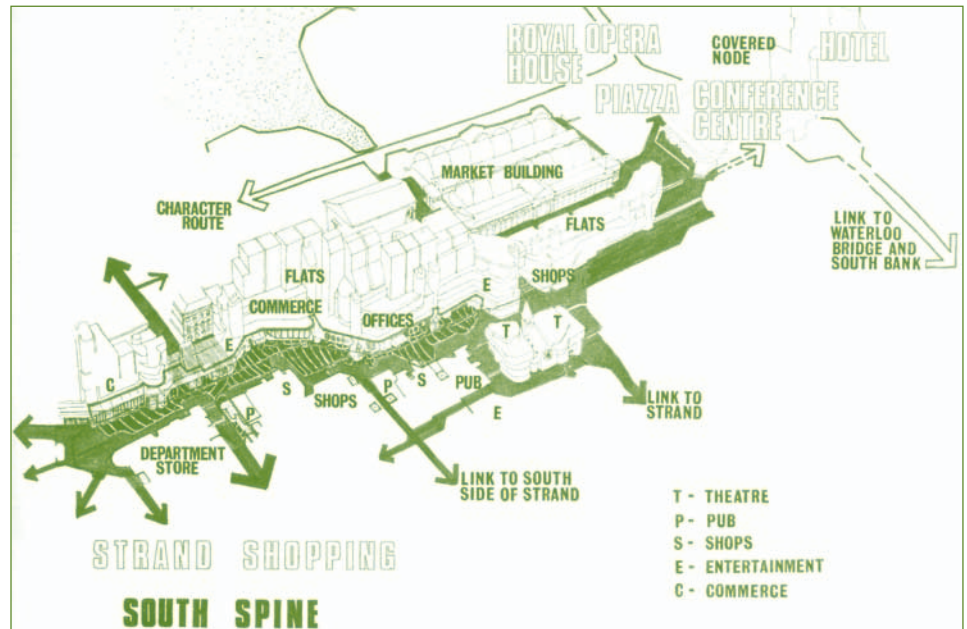 ROYAL OPERA
HOUSE
COVERED
NODE
HOTEL
PIAZZA
CONFERENCE
CENTRE
MARKET BUILDING
CHARACTER
ROUTE
FLATS
LINK TO
WATERLOO
BRIDGE AND
SOUTH BANK
FLATS
E
SHOPS
COMMERCE
OFFICES
T
T
E
C
S
SHOPS
P
S
PUB
E
P
LINK TO
STRAND
DEPARTMENT
STORE
LINK TO SOUTH
SIDE OF STRAND
T - THEATRE
P - PUB
S - SHOPS
E - ENTERTAINMENT
C - COMMERCE
STRAND SHOPPING
SOUTH SPINE